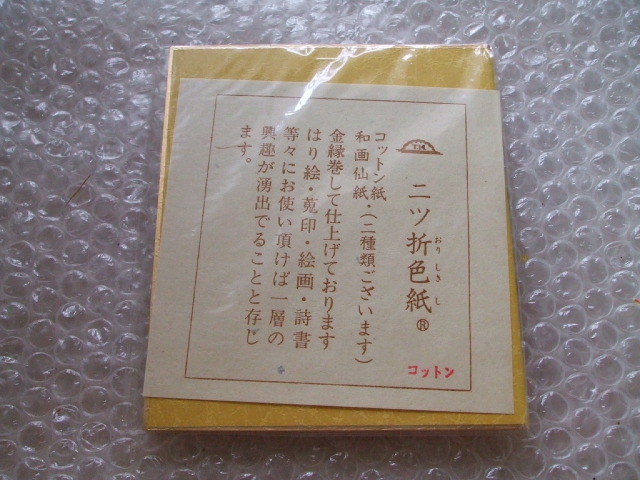 二ツ折色紙®
おりしきし
コットン紙
和画仙紙・(二種類ございます)
金縁巻して仕上げております
はり絵・蒐印・絵画・詩書
等々にお使い頂けば一層の
興趣が湧出でることと存じ
ます。
コットン